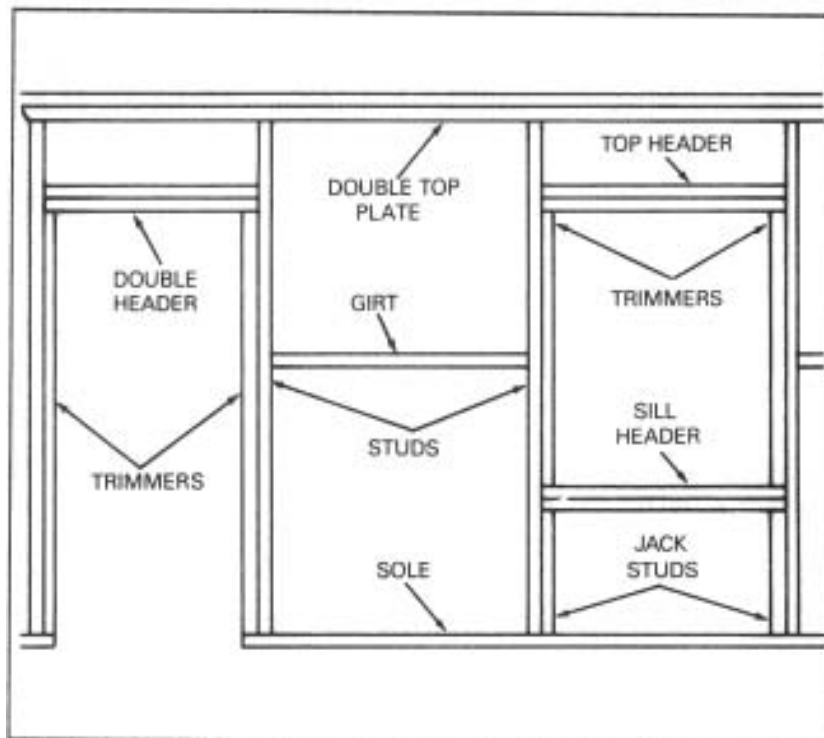 TOP HEADER
DOUBLE TOP
PLATE
DOUBLE
HEADER
GIRT
TRIMMERS
STUDS
SILL
HEADER
TRIMMERS
SOLE
JACK
STUDS